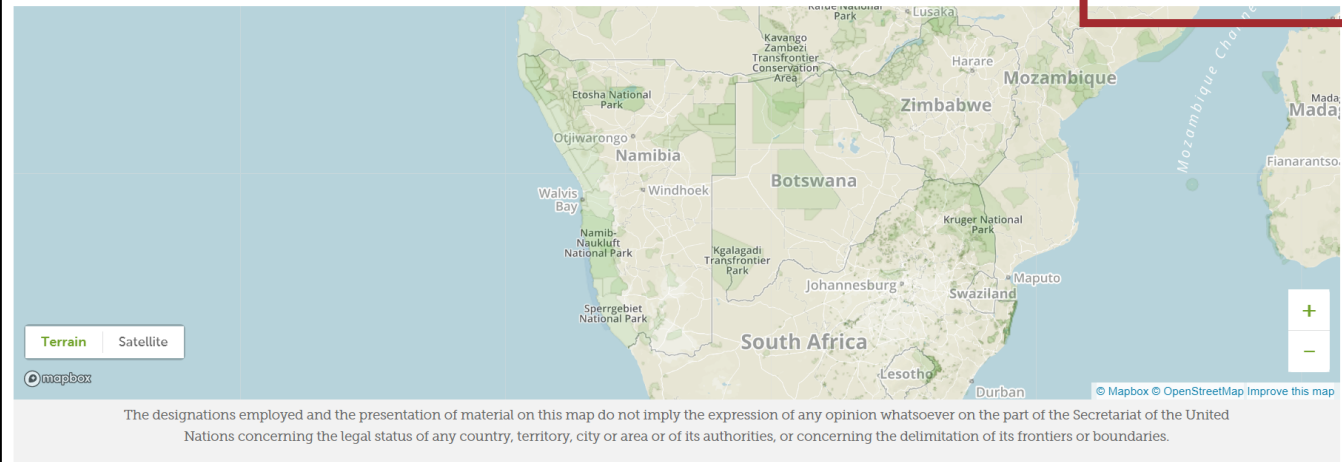 Kafue National
Park
Lusaka
Kavango
Zambezi
Transfrontier
Conservation
Area
Harare
Mozambique
Mozambique Channe
Etosha National
Park
Zimbabwe
Mada
Madag
Otjiwarongo
Namibia
Fianarantso
Botswana
Walvis
Bay
Windhoek
Kruger National
Park
Namib-
Naukluft
National Park
Kgalagadi
Transfrontier
Park
Maputo
Johannesburg
Swaziland
Sperrgebiet
National Park
South Africa
Terrain Satellite
+
−
Lesotho
mapbox
Durban
© Mapbox © OpenStreetMap Improve this map
The designations employed and the presentation of material on this map do not imply the expression of any opinion whatsoever on the part of the Secretariat of the United
Nations concerning the legal status of any country, territory, city or area or of its authorities, or concerning the delimitation of its frontiers or boundaries.